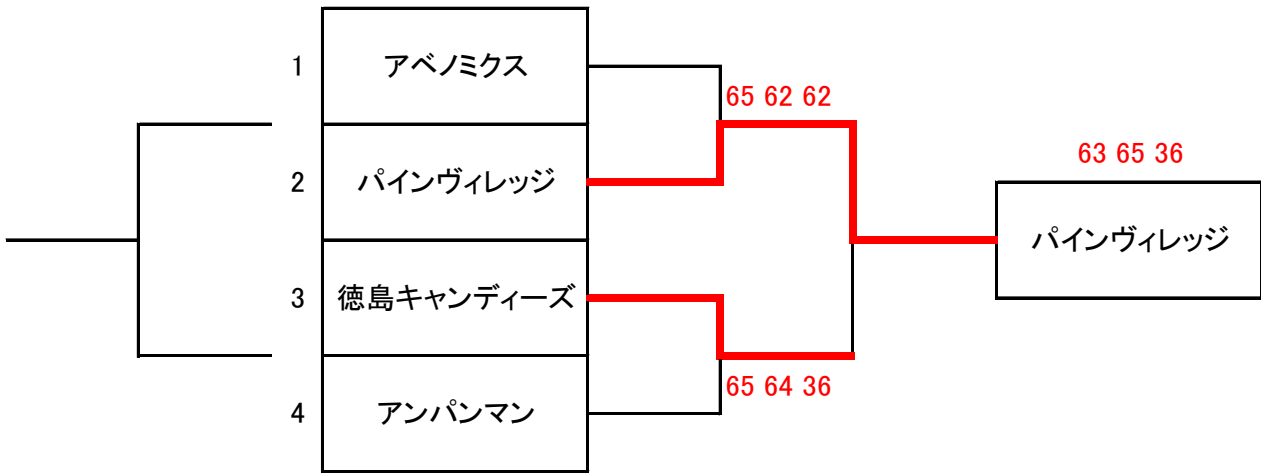 1 アベノミクス
65 62 62
2 パインヴィレッジ
63 65 36
パインヴィレッジ
3 徳島キャンディーズ
65 64 36
4 アンパンマン